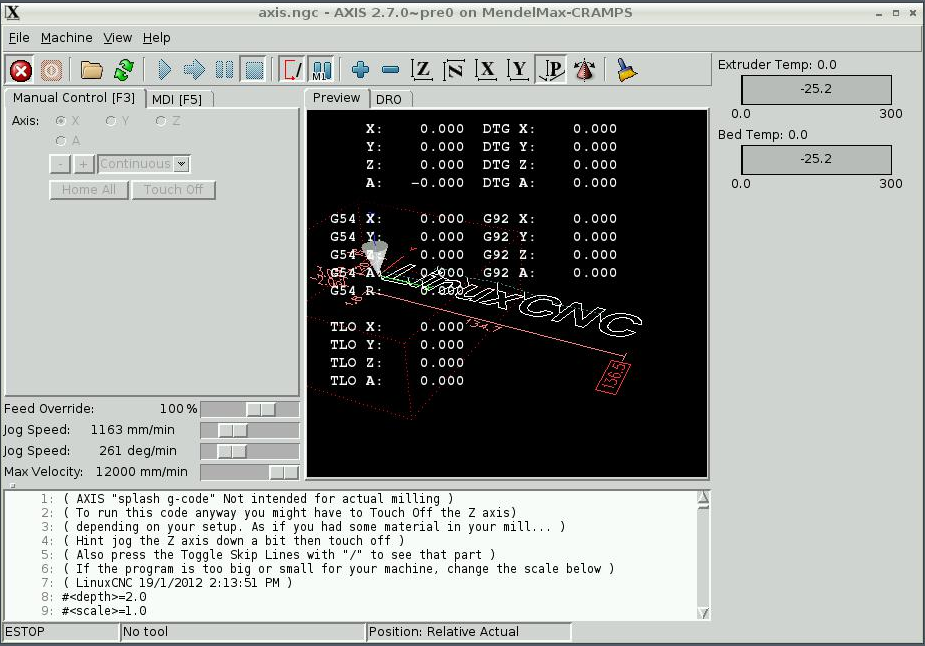 axis.ngc - AXIS 2.7.0~pre0 on MendelMax-CRAMPS
File Machine View Help
Z N X Y P
M1
Manual Control [F3] MDI [F5]
Axis: X Y Z
A
- + Continuous
Home All Touch Off
Preview DRO
X: 0.000 DTG X: 0.000
Y: 0.000 DTG Y: 0.000
Z: 0.000 DTG Z: 0.000
A: -0.000 DTG A: 0.000
G54 X: 0.000 G92 X: 0.000
G54 Y: 0.000 G92 Y: 0.000
G54 Z: 0.000 G92 Z: 0.000
G54 A: 0.000 G92 A: 0.000
G54 R: 0.000
TLO X: 0.000
TLO Y: 0.000
TLO Z: 0.000
TLO A: 0.000
LinuxCNC
134.7
136.5
Extruder Temp: 0.0
-25.2
0.0 300
Bed Temp: 0.0
-25.2
0.0 300
Feed Override: 100 %
Jog Speed: 1163 mm/min
Jog Speed: 261 deg/min
Max Velocity: 12000 mm/min
1: ( AXIS "splash g-code" Not intended for actual milling )
2: ( To run this code anyway you might have to Touch Off the Z axis)
3: ( depending on your setup. As if you had some material in your mill... )
4: ( Hint jog the Z axis down a bit then touch off )
5: ( Also press the Toggle Skip Lines with "/" to see that part )
6: ( If the program is too big or small for your machine, change the scale below )
7: ( LinuxCNC 19/1/2012 2:13:51 PM )
8: #<depth>=2.0
9: #<scale>=1.0
ESTOP No tool Position: Relative Actual